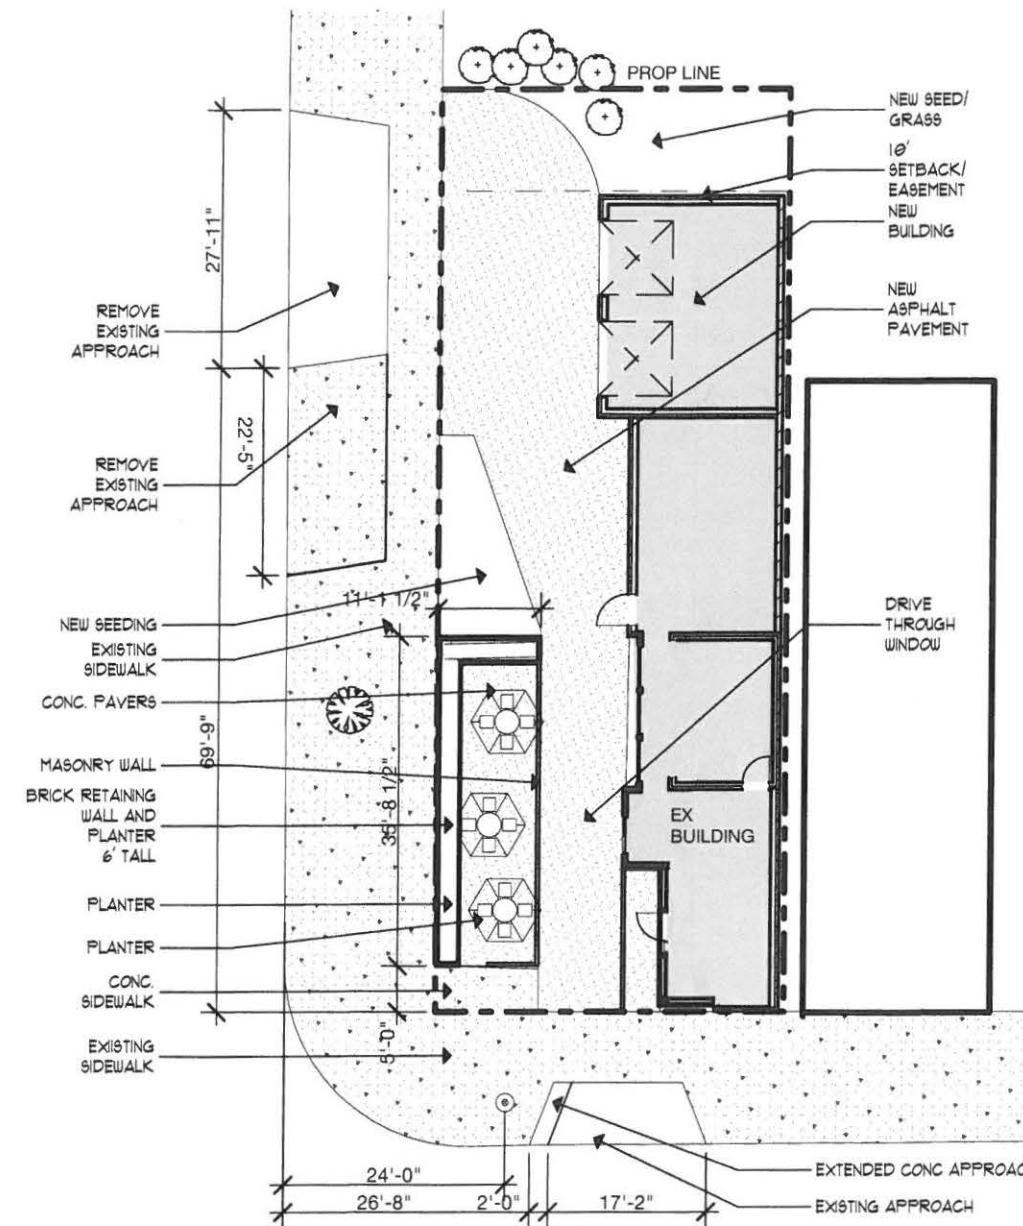 PROP LINE
NEW SEED/
GRASS
10'
SETBACK/
EASEMENT
NEW
BUILDING
NEW
ASPHALT
PAVEMENT
27'-11"
REMOVE
EXISTING
APPROACH
22'-5"
REMOVE
EXISTING
APPROACH
11'-1 1/2"
NEW SEEDING
EXISTING
SIDEWALK
DRIVE
THROUGH
WINDOW
CONC. PAVERS
69'-9"
MASONRY WALL
35'-8 1/2"
BRICK RETAINING
WALL AND
PLANTER
6' TALL
EX
BUILDING
PLANTER
PLANTER
CONC.
SIDEWALK
5'-0"
EXISTING
SIDEWALK
24'-0"
26'-8"
2'-0"
17'-2"
EXTENDED CONC APPROAC
EXISTING APPROACH